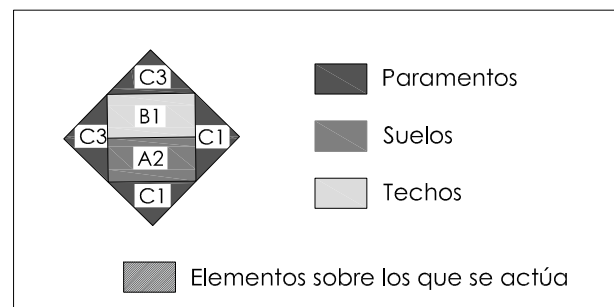 C3
Paramentos
B1
C3
C1
Suelos
A2
C1
Techos
Elementos sobre los que se actúa